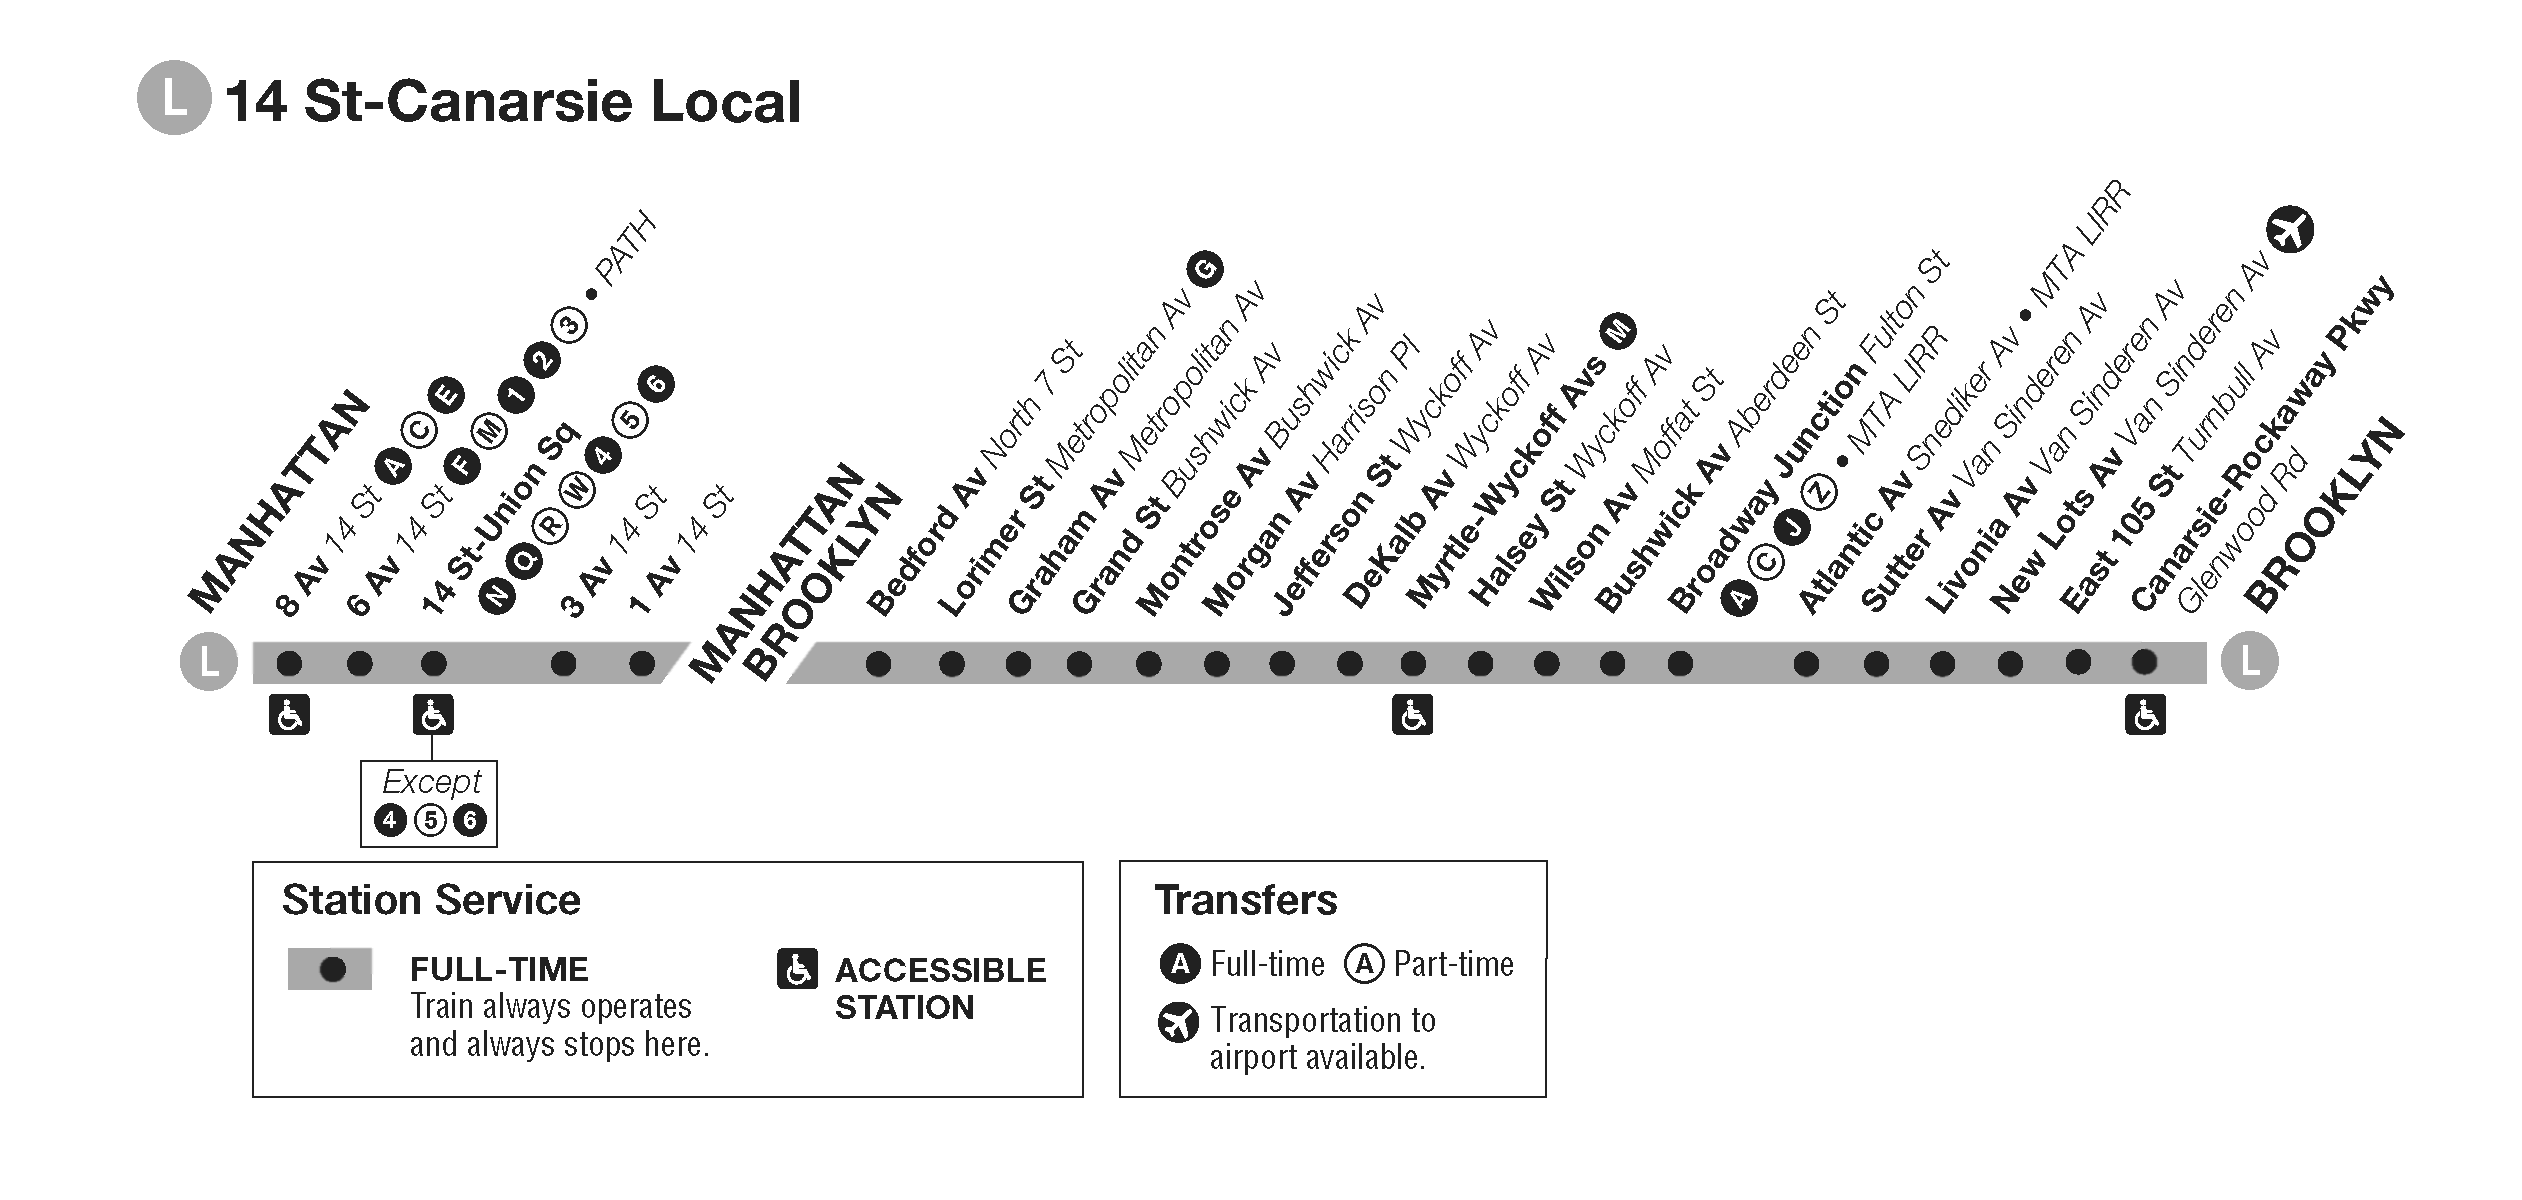 L 14 St-Canarsie Local
MANHATTAN
8 Av 14 St A C E
6 Av 14 St F M 1 2 3 • PATH
14 St-Union Sq
N Q R W 4 5 6
3 Av 14 St
1 Av 14 St
MANHATTAN
BROOKLYN
Bedford Av North 7 St
Lorimer St Metropolitan Av G
Graham Av Metropolitan Av
Grand St Bushwick Av
Montrose Av Bushwick Av
Morgan Av Harrison Pl
Jefferson St Wyckoff Av
DeKalb Av Wyckoff Av
Myrtle-Wyckoff Avs M
Halsey St Wyckoff Av
Wilson Av Moffat St
Bushwick Av Aberdeen St
Broadway Junction Fulton St
A C J Z • MTA LIRR
Atlantic Av Snediker Av • MTA LIRR
Sutter Av Van Sinderen Av
Livonia Av Van Sinderen Av
New Lots Av Van Sinderen Av
East 105 St Turnbull Av
Canarsie-Rockaway Pkwy
Glenwood Rd
BROOKLYN
L
L
Except
4 5 6
Station Service
FULL-TIME
Train always operates
and always stops here.
ACCESSIBLE
STATION
Transfers
A Full-time A Part-time
Transportation to
airport available.